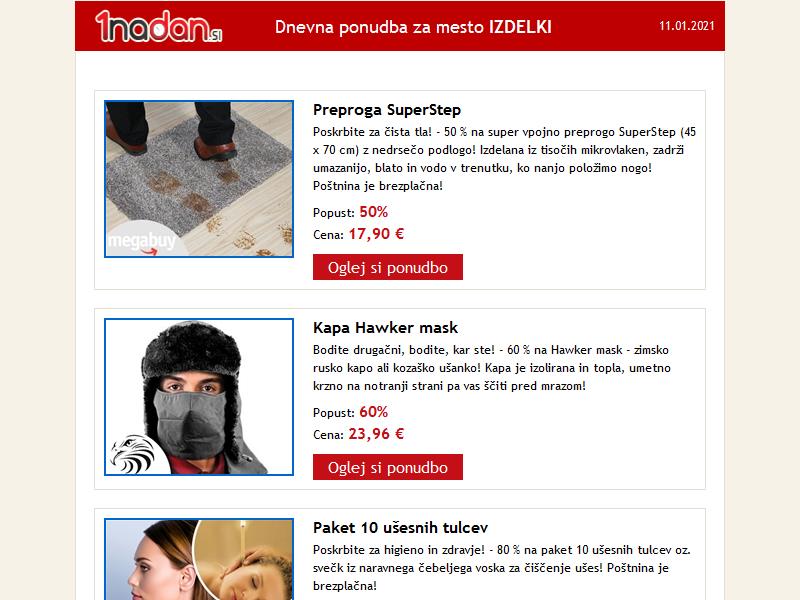 1nadan.si
Dnevna ponudba za mesto IZDELKI
11.01.2021
Preproga SuperStep
Poskrbite za čista tla! - 50 % na super vpojno preprogo SuperStep (45
x 70 cm) z nedrsečo podlogo! Izdelana iz tisočih mikrovlaken, zadrži
umazanijo, blato in vodo v trenutku, ko nanjo položimo nogo!
Poštnina je brezplačna!
Popust: 50%
Cena: 17,90 €
Oglej si ponudbo
megabuy
Kapa Hawker mask
Bodite drugačni, bodite, kar ste! - 60 % na Hawker mask - zimsko
rusko kapo ali kozaško ušanko! Kapa je izolirana in topla, umetno
krzno na notranji strani pa vas ščiti pred mrazom!
Popust: 60%
Cena: 23,96 €
Oglej si ponudbo
Paket 10 ušesnih tulcev
Poskrbite za higieno in zdravje! - 80 % na paket 10 ušesnih tulcev oz.
svečk iz naravnega čebeljega voska za čiščenje ušes! Poštnina je
brezplačna!